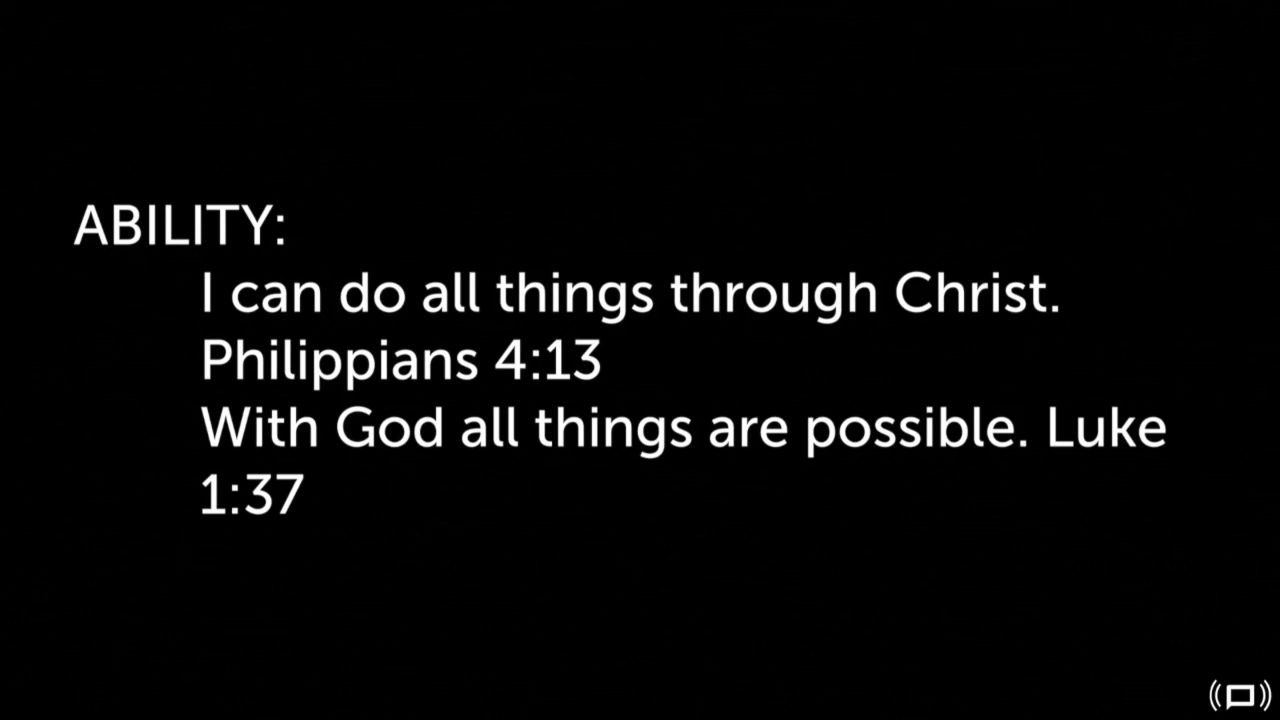 ABILITY:
I can do all things through Christ.
Philippians 4:13
With God all things are possible. Luke
1:37